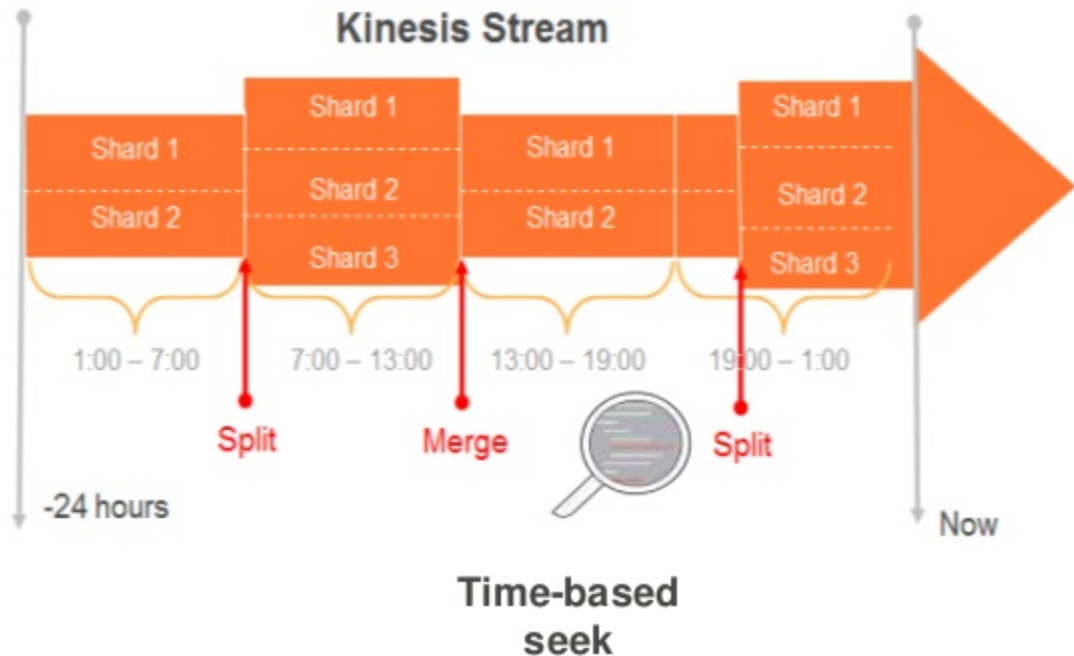 Kinesis Stream
Shard 1
Shard 2
Shard 1
Shard 2
Shard 3
Shard 1
Shard 2
Shard 1
Shard 2
Shard 3
1:00 – 7:00
7:00 – 13:00
13:00 – 19:00
19:00 – 1:00
Split
Merge
Split
-24 hours
Now
Time-based
seek